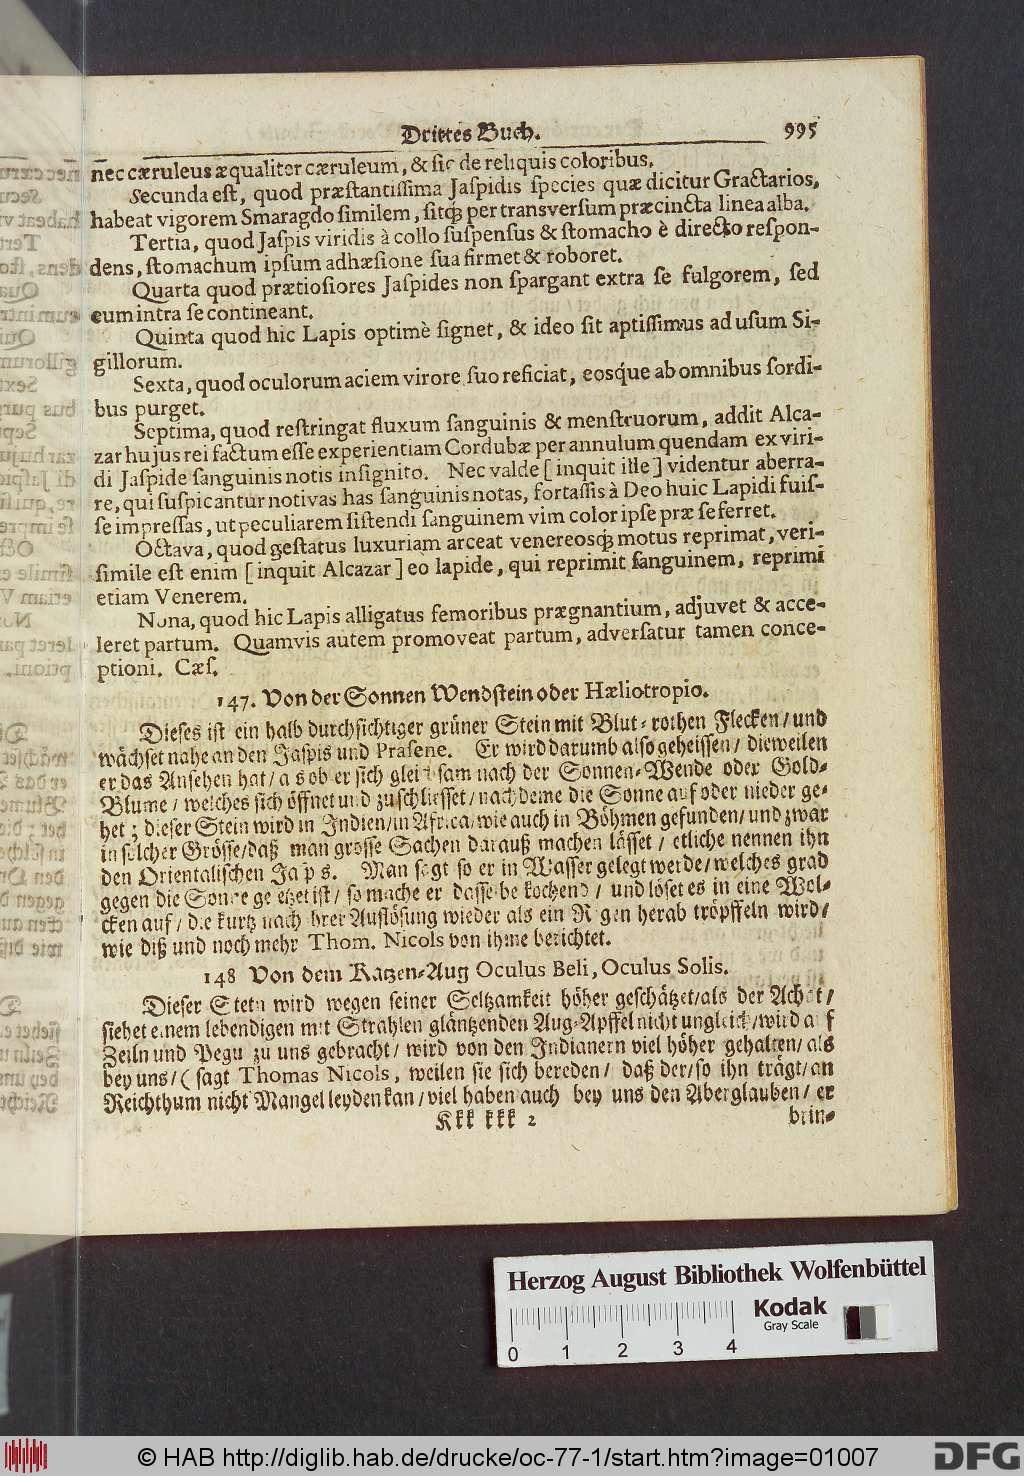 Drittes Buch. 995
nec cæruleus æqualiter cæruleum, & sic de reliquis coloribus.
Secunda est, quod præstantissima Jaspidis species quæ dicitur Gractarios,
habeat vigorem Smaragdo similem, sitq; per transversum præcincta linea alba.
Tertia, quod Jaspis viridis à collo suspensus & stomacho è directo respon-
dens, stomachum ipsum adhæsione sua firmet & roboret.
Quarta quod prætiosiores Jaspides non spargant extra se fulgorem, sed
eum intra se contineant.
Quinta quod hic Lapis optimè signet, & ideo sit aptissimus ad usum Si-
gillorum.
Sexta, quod oculorum aciem virore suo reficiat, eosque ab omnibus sordi-
bus purget.
Septima, quod restringat fluxum sanguinis & menstruorum, addit Alca-
zar hujus rei factum esse experientiam Cordubæ per annulum quendam ex viri-
di Jaspide sanguinis notis insignito. Nec valde [inquit ille] videntur aberra-
re, qui suspicantur notivas has sanguinis notas, fortassis à Deo huic Lapidi fuis-
se impressas, ut peculiarem sistendi sanguinem vim color ipse præ se ferret.
Octava, quod gestatus luxuriam arceat venereosq; motus reprimat, veri-
simile est enim [inquit Alcazar] eò lapide, qui reprimit sanguinem, reprimi
etiam Venerem.
Nona, quod hic Lapis alligatus femoribus prægnantium, adjuvet & acce-
leret partum. Quamvis autem promoveat partum, adversatur tamen conce-
ptioni. Cæs.
147. Von der Sonnen Wendstein oder Hæliotropio.
Dieses ist ein halb durchsichtiger grüner Stein mit Blut-rothen Flecken/und
wächset nahe an den Jaspis und Prasene. Er wird darumb also geheissen/ dieweilen
er das Ansehen hat/ als ob er sich gleichsam nach der Sonnen-Wende oder Gold-
Blume/ welches sich öffnet und zuschliesset/ nachdeme die Sonne auf oder nieder ge-
het; dieser Stein wird in Indien/ in Africa/ wie auch in Böhmen gefunden/ und zwar
in solcher Grösse/daß man grosse Sachen darauß machen lässet/ etliche nennen ihn
den Orientalischen Jaspis. Man sagt so er in Wasser gelegt werde/welches grad
gegen die Sonne gesetzet ist/ so mache er dasselbe kochend/ und löset es in eine Wol-
cken auf/ die kurtz nach ihrer Auflösung wieder als ein Regen herab tröpffeln wird/
wie diß und noch mehr Thom. Nicols von ihme berichtet.
148 Von dem Katzen-Aug Oculus Beli, Oculus Solis.
Dieser Stein wird wegen seiner Seltzamkeit höher geschätzet/als der Achat/
siehet einem lebendigen mit Strahlen gläntzenden Aug-Apffel nicht ungleich/wird auf
Zeiln und Pegu zu uns gebracht/ wird von den Indianern viel höher gehalten/ als
bey uns/ (sagt Thomas Nicols, weilen sie sich bereden/ daß der/so ihn trägt/an
Reichthum nicht Mangel leyden kan/viel haben auch bey uns den Aberglauben/ er
Kkk kkk 2 brin-
Herzog August Bibliothek Wolfenbüttel
Kodak
Gray Scale
0 1 2 3 4
© HAB http://diglib.hab.de/drucke/oc-77-1/start.htm?image=01007
DFG